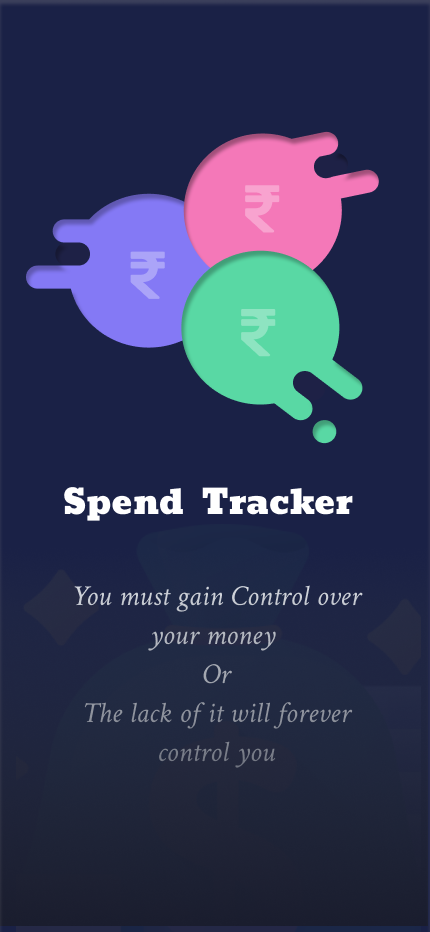 ₹
₹
₹
Spend Tracker
You must gain Control over
your money
Or
The lack of it will forever
control you